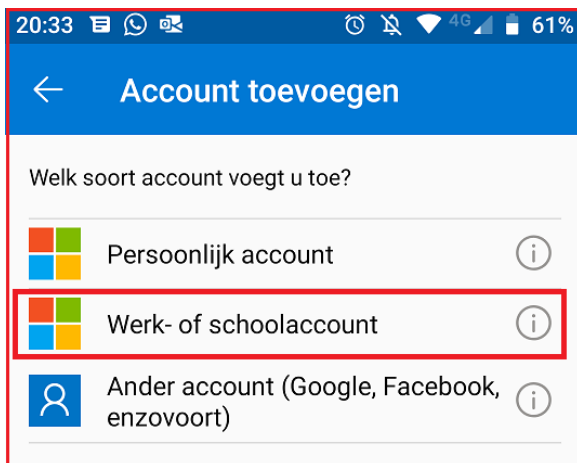 20:33 4G 61%
Account toevoegen
Welk soort account voegt u toe?
Persoonlijk account
Werk- of schoolaccount
Ander account (Google, Facebook,
enzovoort)